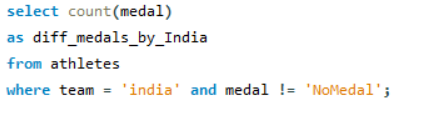 select count(medal)
as diff_medals_by_India
from athletes
where team = 'india' and medal != 'NoMedal';